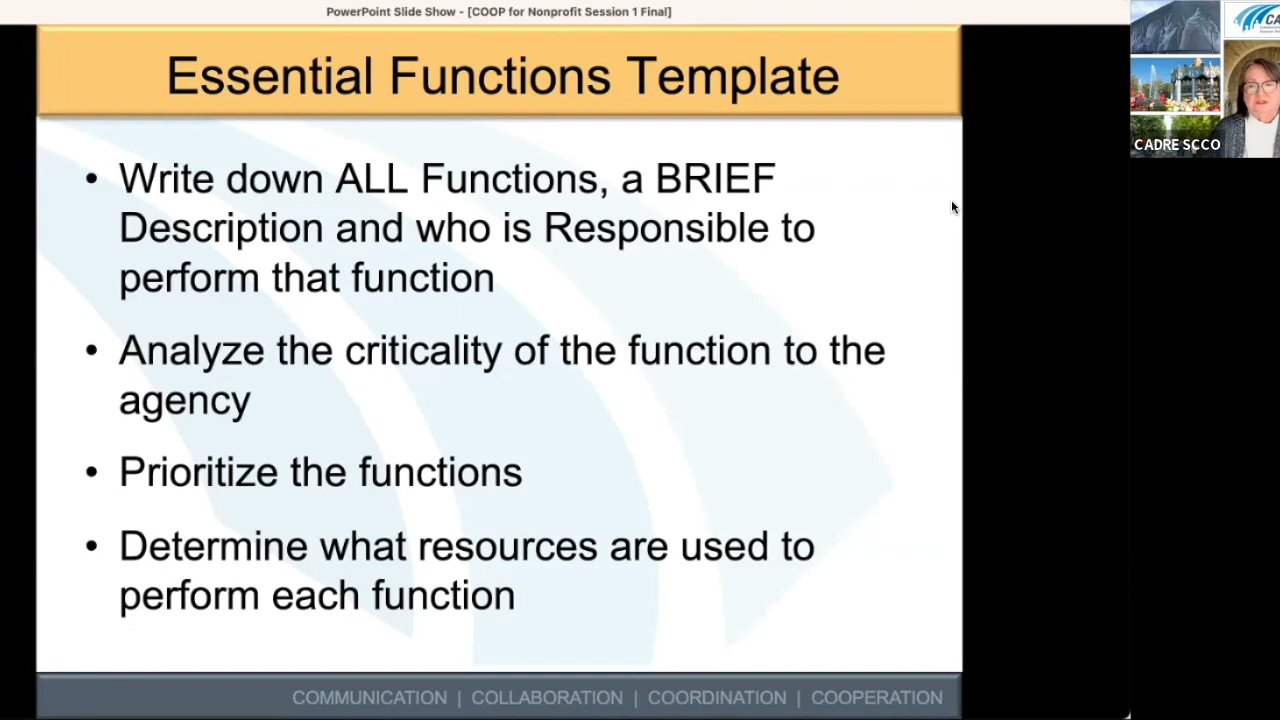 PowerPoint Slide Show - [COOP for Nonprofit Session 1 Final]
Essential Functions Template
• Write down ALL Functions, a BRIEF
Description and who is Responsible to
perform that function
• Analyze the criticality of the function to the
agency
• Prioritize the functions
• Determine what resources are used to
perform each function
COMMUNICATION | COLLABORATION | COORDINATION | COOPERATION
CA
CADRE SCCO